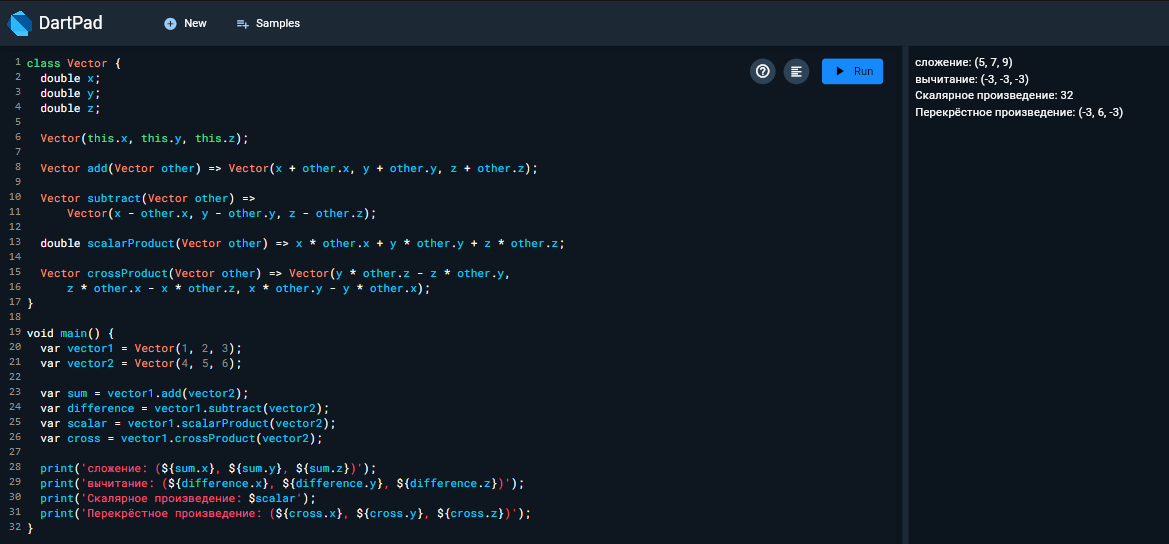 DartPad
New
Samples
1 class Vector {
2 double x;
3 double y;
4 double z;
5
6 Vector(this.x, this.y, this.z);
7
8 Vector add(Vector other) => Vector(x + other.x, y + other.y, z + other.z);
9
10 Vector subtract(Vector other) =>
11 Vector(x - other.x, y - other.y, z - other.z);
12
13 double scalarProduct(Vector other) => x * other.x + y * other.y + z * other.z;
14
15 Vector crossProduct(Vector other) => Vector(y * other.z - z * other.y,
16 z * other.x - x * other.z, x * other.y - y * other.x);
17 }
18
19 void main() {
20 var vector1 = Vector(1, 2, 3);
21 var vector2 = Vector(4, 5, 6);
22
23 var sum = vector1.add(vector2);
24 var difference = vector1.subtract(vector2);
25 var scalar = vector1.scalarProduct(vector2);
26 var cross = vector1.crossProduct(vector2);
27
28 print('сложение: (${sum.x}, ${sum.y}, ${sum.z})');
29 print('вычитание: (${difference.x}, ${difference.y}, ${difference.z})');
30 print('Скалярное произведение: $scalar');
31 print('Перекрёстное произведение: (${cross.x}, ${cross.y}, ${cross.z})');
32 }
Run
сложение: (5, 7, 9)
вычитание: (-3, -3, -3)
Скалярное произведение: 32
Перекрёстное произведение: (-3, 6, -3)